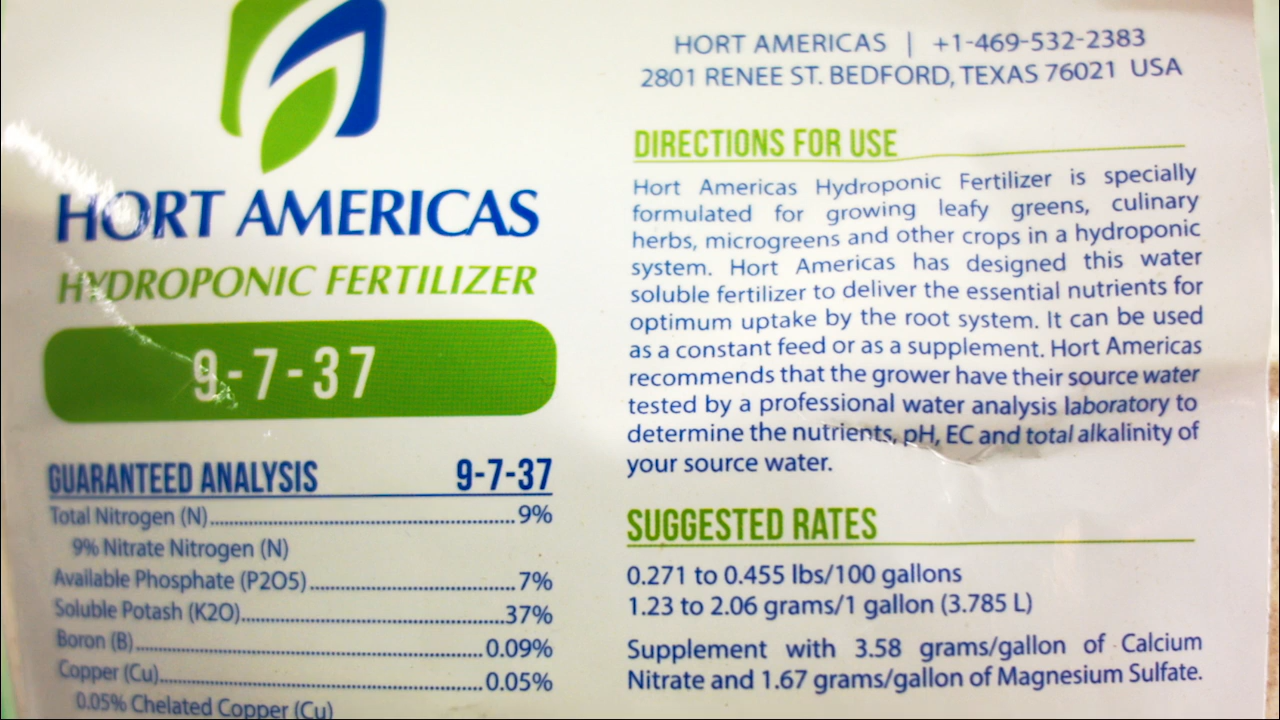 HORT AMERICAS
HYDROPONIC FERTILIZER
9-7-37
GUARANTEED ANALYSIS 9-7-37
Total Nitrogen (N)....................9%
9% Nitrate Nitrogen (N)
Available Phosphate (P2O5)....................7%
Soluble Potash (K2O)....................37%
Boron (B)....................0.09%
Copper (Cu)....................0.05%
0.05% Chelated Copper (Cu)
HORT AMERICAS | +1-469-532-2383
2801 RENEE ST. BEDFORD, TEXAS 76021 USA
DIRECTIONS FOR USE
Hort Americas Hydroponic Fertilizer is specially
formulated for growing leafy greens, culinary
herbs, microgreens and other crops in a hydroponic
system. Hort Americas has designed this water
soluble fertilizer to deliver the essential nutrients for
optimum uptake by the root system. It can be used
as a constant feed or as a supplement. Hort Americas
recommends that the grower have their source water
tested by a professional water analysis laboratory to
determine the nutrients, pH, EC and total alkalinity of
your source water.
SUGGESTED RATES
0.271 to 0.455 lbs/100 gallons
1.23 to 2.06 grams/1 gallon (3.785 L)
Supplement with 3.58 grams/gallon of Calcium
Nitrate and 1.67 grams/gallon of Magnesium Sulfate.